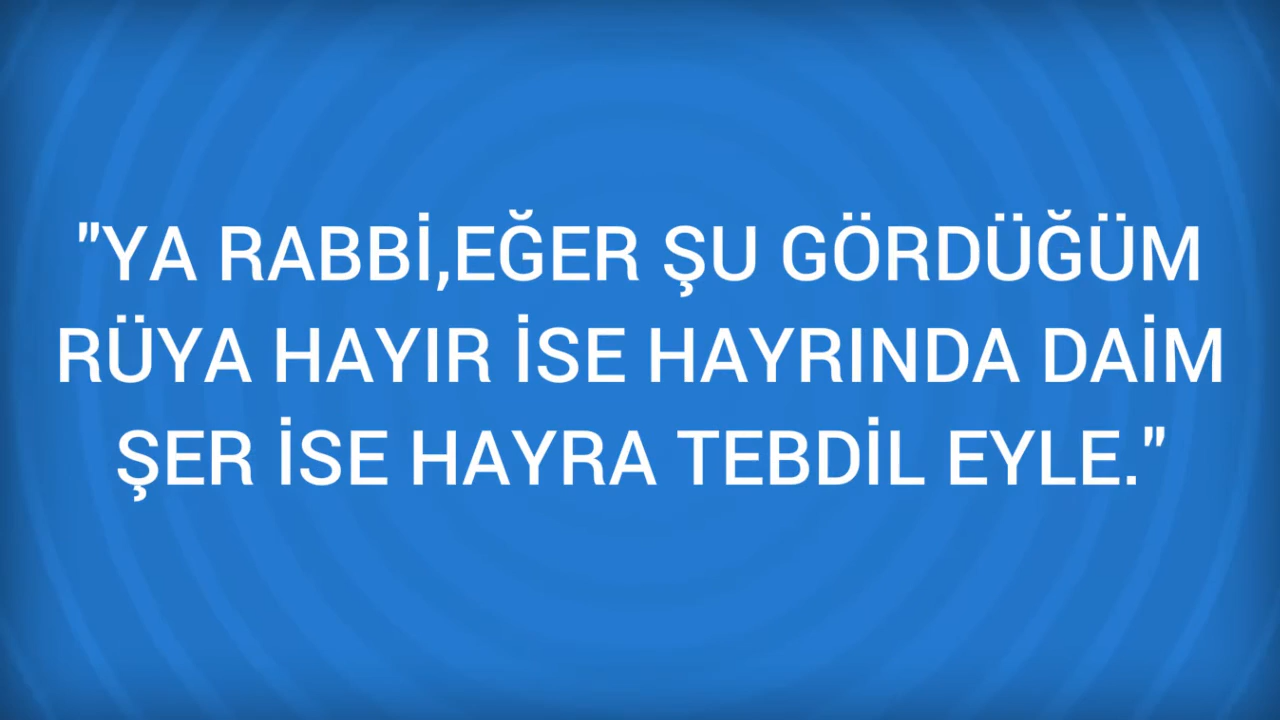 "YA RABBİ,EĞER ŞU GÖRDÜĞÜM
RÜYA HAYIR İSE HAYRINDA DAİM
ŞER İSE HAYRA TEBDİL EYLE."